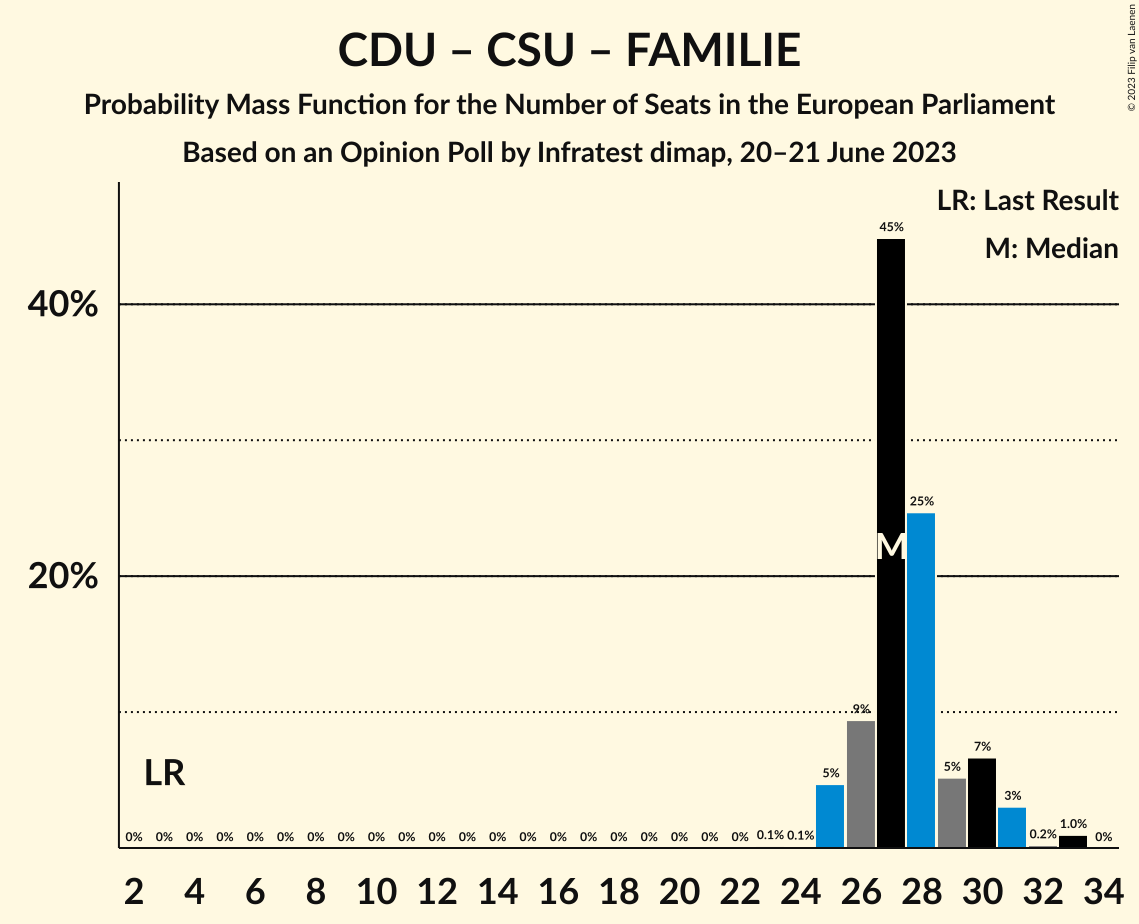 CDU – CSU – FAMILIE
Probability Mass Function for the Number of Seats in the European Parliament
Based on an Opinion Poll by Infratest dimap, 20–21 June 2023
© 2023 Filip van Laenen
LR: Last Result
M: Median
40%
20%
45%
25%
M
9%
7%
5%
5%
3%
LR
0% 0% 0% 0% 0% 0% 0% 0% 0% 0% 0% 0% 0% 0% 0% 0% 0% 0% 0% 0% 0% 0.1% 0.1% 0.2% 1.0% 0%
2 4 6 8 10 12 14 16 18 20 22 24 26 28 30 32 34